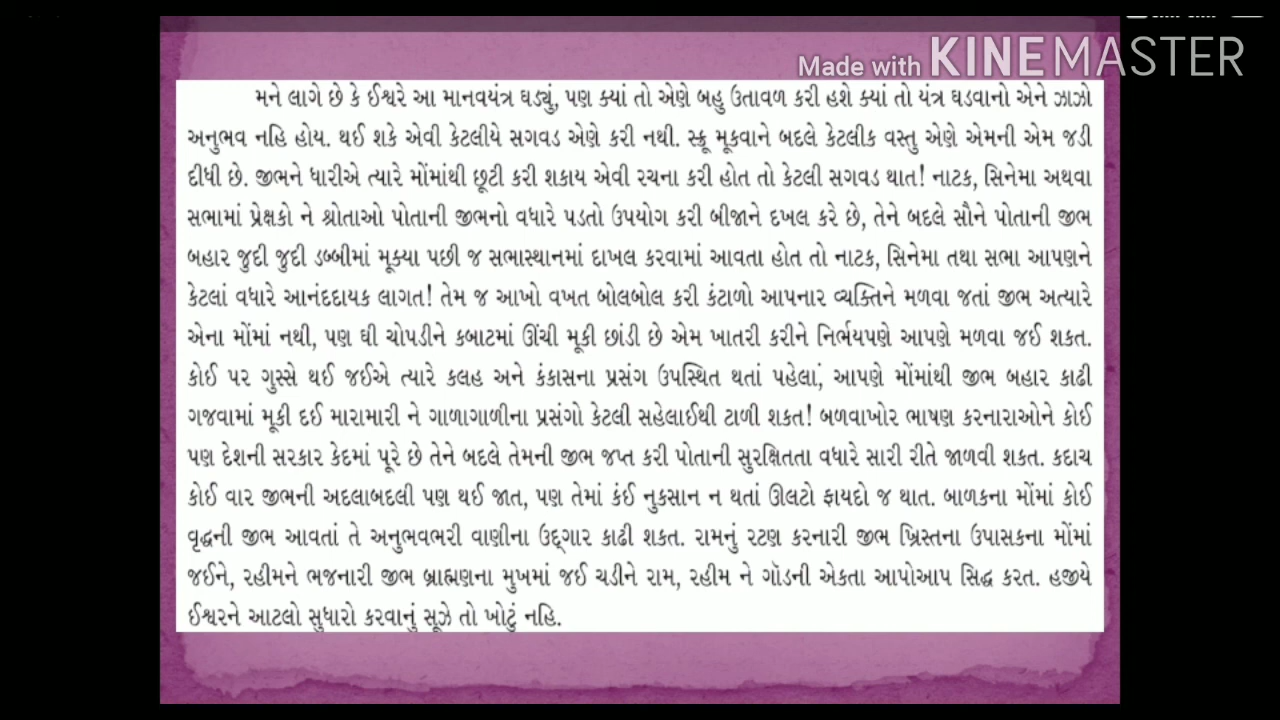 Made with KINEMASTER
મને લાગે છે કે ઈશ્વરે આ માનવયંત્ર ઘડ્યું, પણ ક્યાં તો એણે બહુ ઉતાવળ કરી હશે ક્યાં તો યંત્ર ઘડવાનો એને ઝાઝો
અનુભવ નહિ હોય. થઈ શકે એવી કેટલીયે સગવડ એણે કરી નથી. સ્ક્રૂ મૂકવાને બદલે કેટલીક વસ્તુ એણે એમની એમ જડી
દીધી છે. જીભને ધારીએ ત્યારે મોંમાંથી છૂટી કરી શકાય એવી રચના કરી હોત તો કેટલી સગવડ થાત! નાટક, સિનેમા અથવા
સભામાં પ્રેક્ષકો ને શ્રોતાઓ પોતાની જીભનો વધારે પડતો ઉપયોગ કરી બીજાને દખલ કરે છે, તેને બદલે સૌને પોતાની જીભ
બહાર જુદી જુદી ડબ્બીમાં મૂક્યા પછી જ સભાસ્થાનમાં દાખલ કરવામાં આવતા હોત તો નાટક, સિનેમા તથા સભા આપણને
કેટલાં વધારે આનંદદાયક લાગત! તેમ જ આખો વખત બોલબોલ કરી કંટાળો આપનાર વ્યક્તિને મળવા જતાં જીભ અત્યારે
એના મોંમાં નથી, પણ ઘી ચોપડીને કબાટમાં ઊંચી મૂકી છાંડી છે એમ ખાતરી કરીને નિર્ભયપણે આપણે મળવા જઈ શકત.
કોઈ પર ગુસ્સે થઈ જઈએ ત્યારે કલહ અને કંકાસના પ્રસંગ ઉપસ્થિત થતાં પહેલાં, આપણે મોંમાંથી જીભ બહાર કાઢી
ગજવામાં મૂકી દઈ મારામારી ને ગાળાગાળીના પ્રસંગો કેટલી સહેલાઈથી ટાળી શકત! બળવાખોર ભાષણ કરનારાઓને કોઈ
પણ દેશની સરકાર કેદમાં પૂરે છે તેને બદલે તેમની જીભ જપ્ત કરી પોતાની સુરક્ષિતતા વધારે સારી રીતે જાળવી શકત. કદાચ
કોઈ વાર જીભની અદલાબદલી પણ થઈ જાત, પણ તેમાં કંઈ નુકસાન ન થતાં ઊલટો ફાયદો જ થાત. બાળકના મોંમાં કોઈ
વૃદ્ધની જીભ આવતાં તે અનુભવભરી વાણીના ઉદ્ગાર કાઢી શકત. રામનું રટણ કરનારી જીભ ખ્રિસ્તના ઉપાસકના મોંમાં
જઈને, રહીમને ભજનારી જીભ બ્રાહ્મણના મુખમાં જઈ ચડીને રામ, રહીમ ને ગૉડની એકતા આપોઆપ સિદ્ધ કરત. હજીયે
ઈશ્વરને આટલો સુધારો કરવાનું સૂઝે તો ખોટું નહિ.